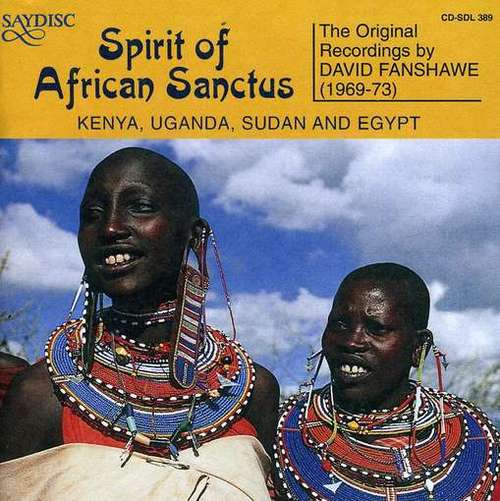 SAYDISC
CD-SDL 389
Spirit of
African Sanctus
The Original
Recordings by
DAVID FANSHAWE
(1969-73)
KENYA, UGANDA, SUDAN AND EGYPT